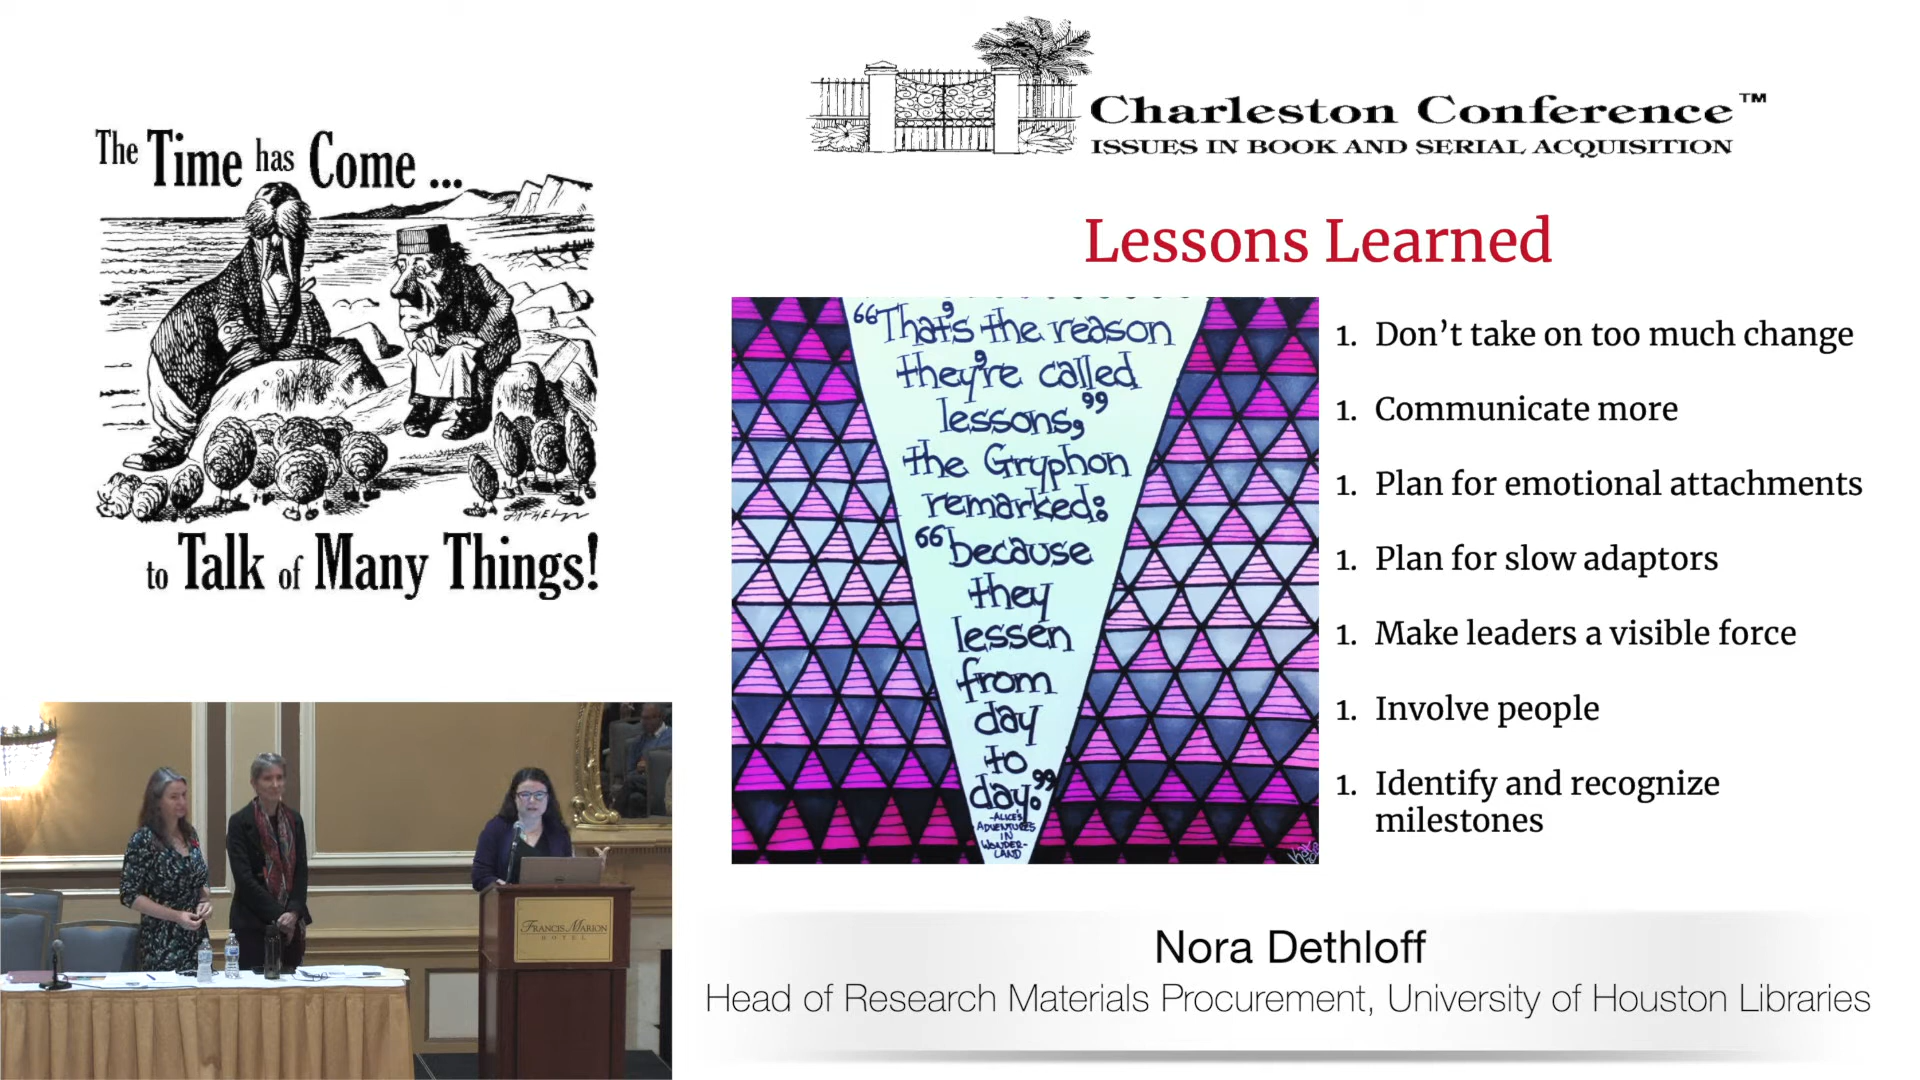 The Time has Come ...
to Talk of Many Things!
Charleston Conference™
ISSUES IN BOOK AND SERIAL ACQUISITION
Lessons Learned
“That's the reason
they're called
lessons,”
the Gryphon
remarked:
“because
they
lessen
from
day
to
day.”
-ALICE'S
ADVENTURES
IN
WONDER-
LAND
1. Don’t take on too much change
1. Communicate more
1. Plan for emotional attachments
1. Plan for slow adaptors
1. Make leaders a visible force
1. Involve people
1. Identify and recognize
milestones
FRANCIS MARION
HOTEL
Nora Dethloff
Head of Research Materials Procurement, University of Houston Libraries